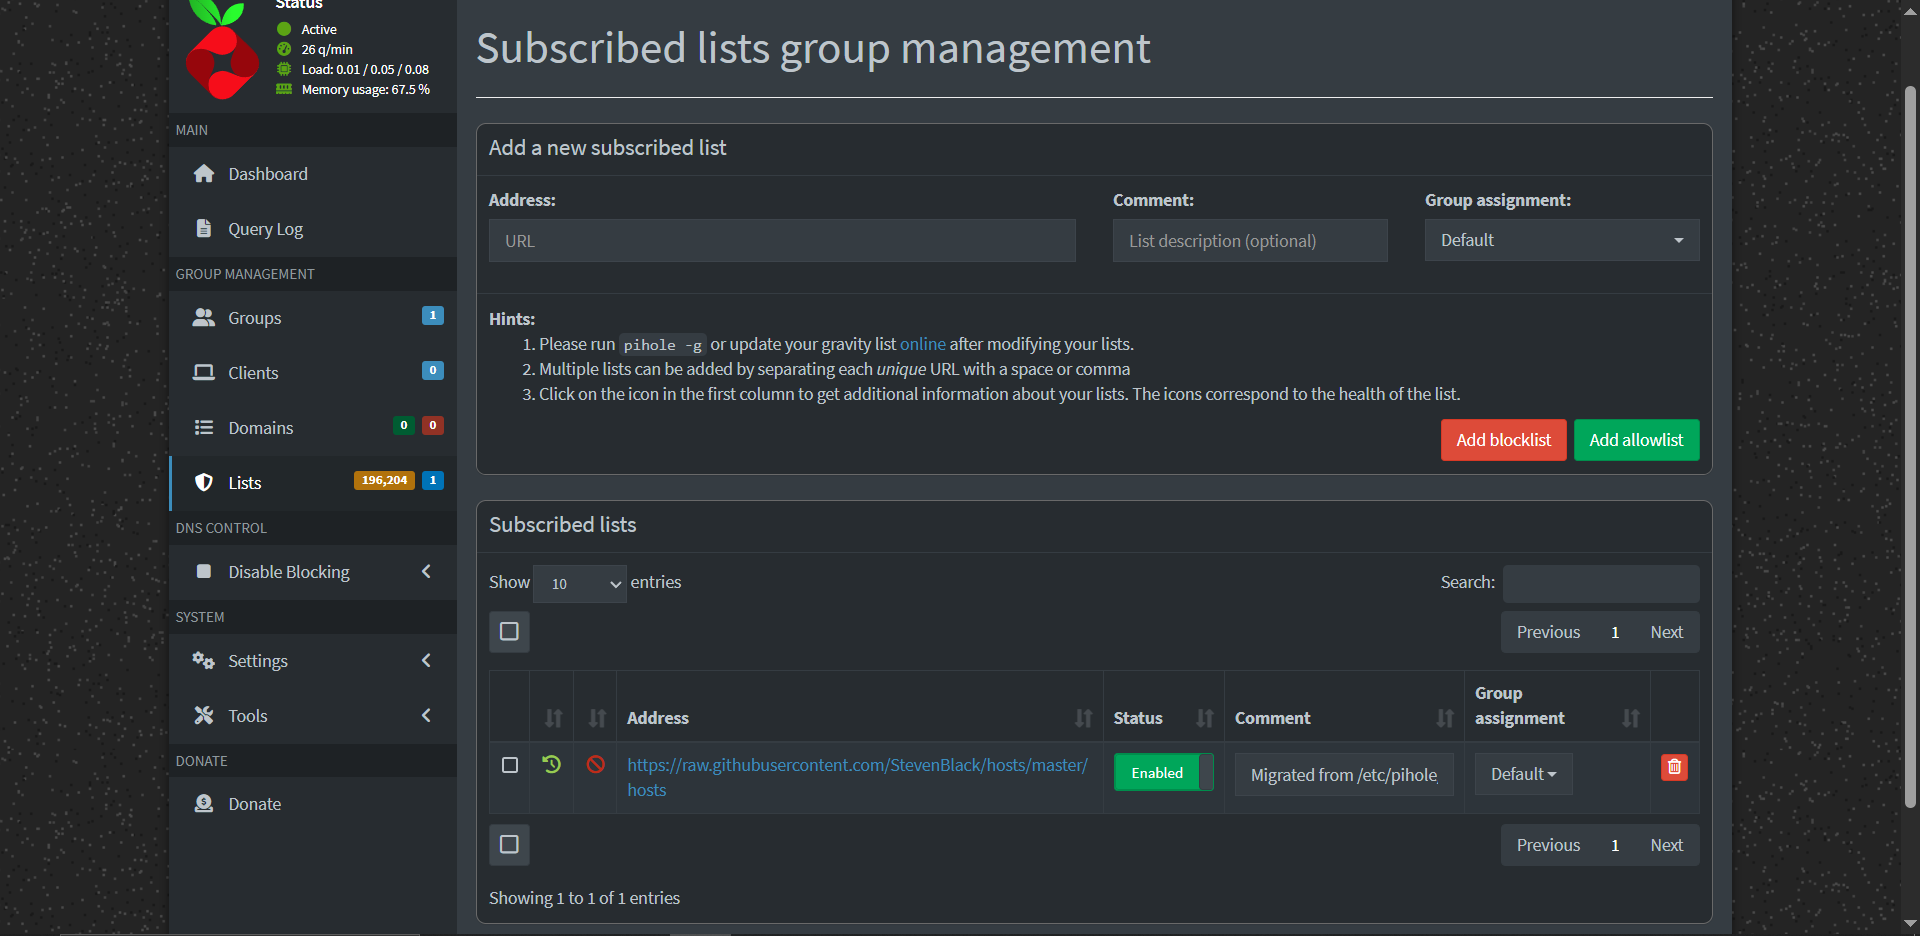 Status
Active
26 q/min
Load: 0.01 / 0.05 / 0.08
Memory usage: 67.5 %
MAIN
Dashboard
Query Log
GROUP MANAGEMENT
Groups 1
Clients 0
Domains 0 0
Lists 196,204 1
DNS CONTROL
Disable Blocking
SYSTEM
Settings
Tools
DONATE
Donate
Subscribed lists group management
Add a new subscribed list
Address: Comment: Group assignment:
URL List description (optional) Default
Hints:
1. Please run pihole -g or update your gravity list online after modifying your lists.
2. Multiple lists can be added by separating each unique URL with a space or comma
3. Click on the icon in the first column to get additional information about your lists. The icons correspond to the health of the list.
Add blocklist Add allowlist
Subscribed lists
Show 10 entries Search:
Previous 1 Next
Address Status Comment Group
assignment
https://raw.githubusercontent.com/StevenBlack/hosts/master/
hosts
Enabled Migrated from /etc/pihole Default
Previous 1 Next
Showing 1 to 1 of 1 entries